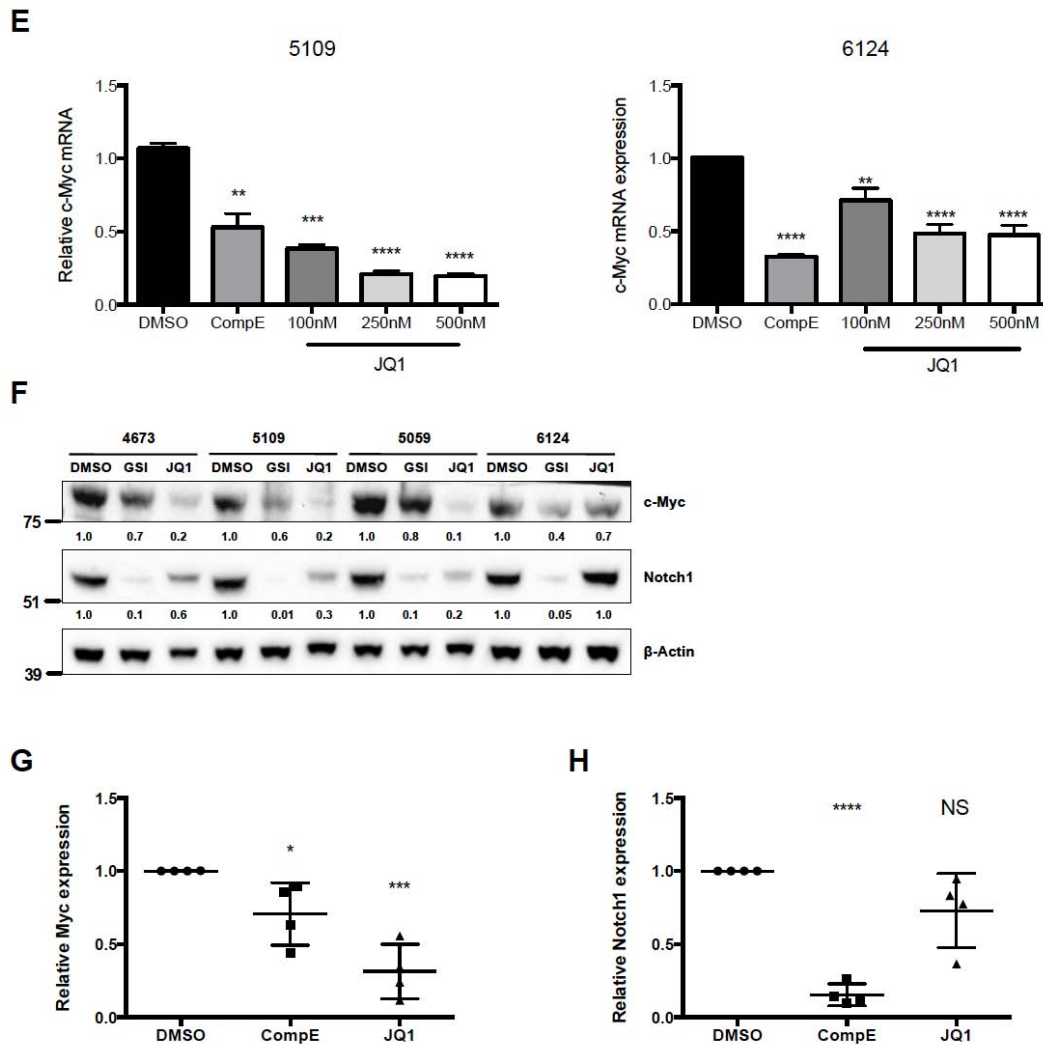 E
5109
6124
Relative c-Myc mRNA
1.5
1.0
0.5
0.0
**
***
****
****
DMSO CompE 100nM 250nM 500nM
JQ1
c-Myc mRNA expression
1.5
1.0
0.5
0.0
****
**
****
****
DMSO CompE 100nM 250nM 500nM
JQ1
F
4673 5109 5059 6124
DMSO GSI JQ1 DMSO GSI JQ1 DMSO GSI JQ1 DMSO GSI JQ1
c-Myc
75
1.0 0.7 0.2 1.0 0.6 0.2 1.0 0.8 0.1 1.0 0.4 0.7
Notch1
51
1.0 0.1 0.6 1.0 0.01 0.3 1.0 0.1 0.2 1.0 0.05 1.0
β-Actin
39
G
Relative Myc expression
1.5
1.0
0.5
0.0
*
***
DMSO CompE JQ1
H
Relative Notch1 expression
1.5
1.0
0.5
0.0
****
NS
DMSO CompE JQ1